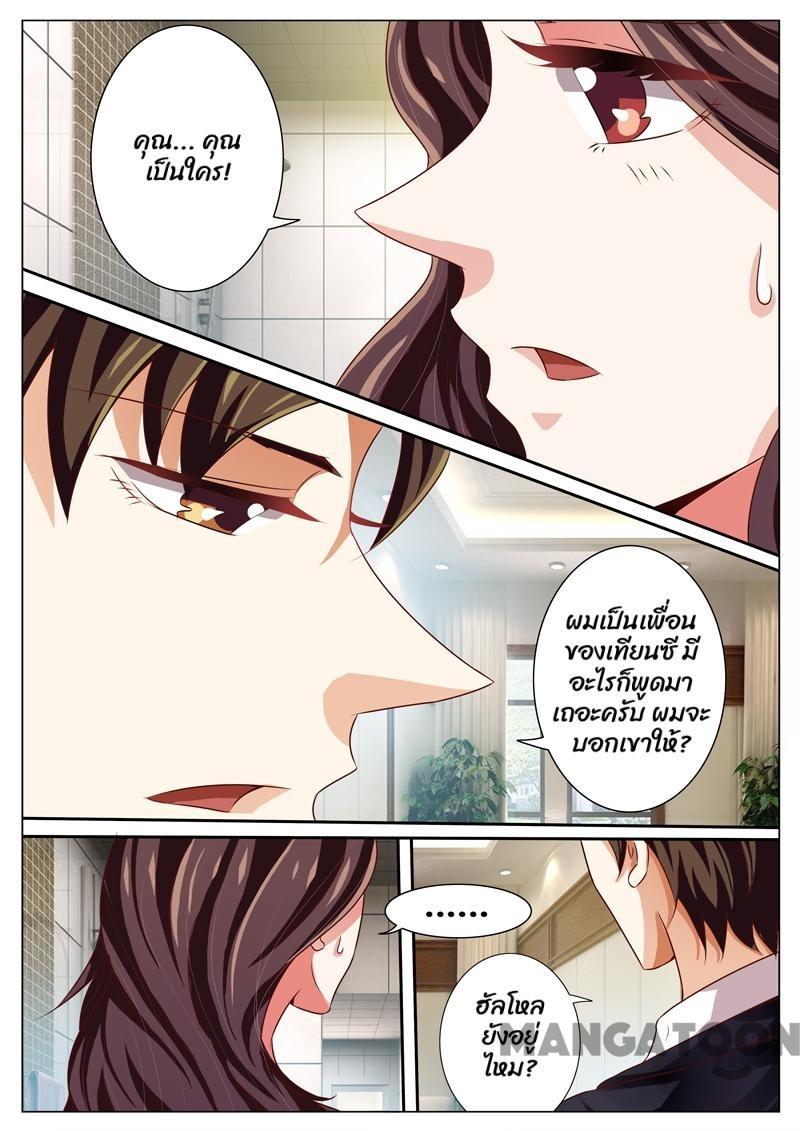 คุณ... คุณ
เป็นใคร!
ผมเป็นเพื่อน
ของเทียนซี มี
อะไรก็พูดมา
เถอะครับ ผมจะ
บอกเขาให้?
......
ฮัลโหล
ยังอยู่
ไหม?
MANGATOON